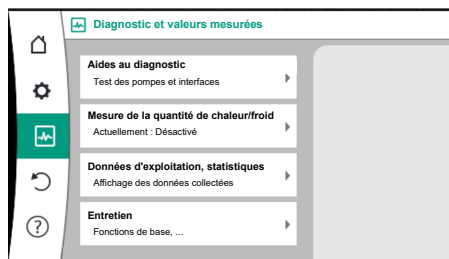 Diagnostic et valeurs mesurées
Aides au diagnostic
Test des pompes et interfaces
Mesure de la quantité de chaleur/froid
Actuellement : Désactivé
Données d'exploitation, statistiques
Affichage des données collectées
Entretien
Fonctions de base, ...
?